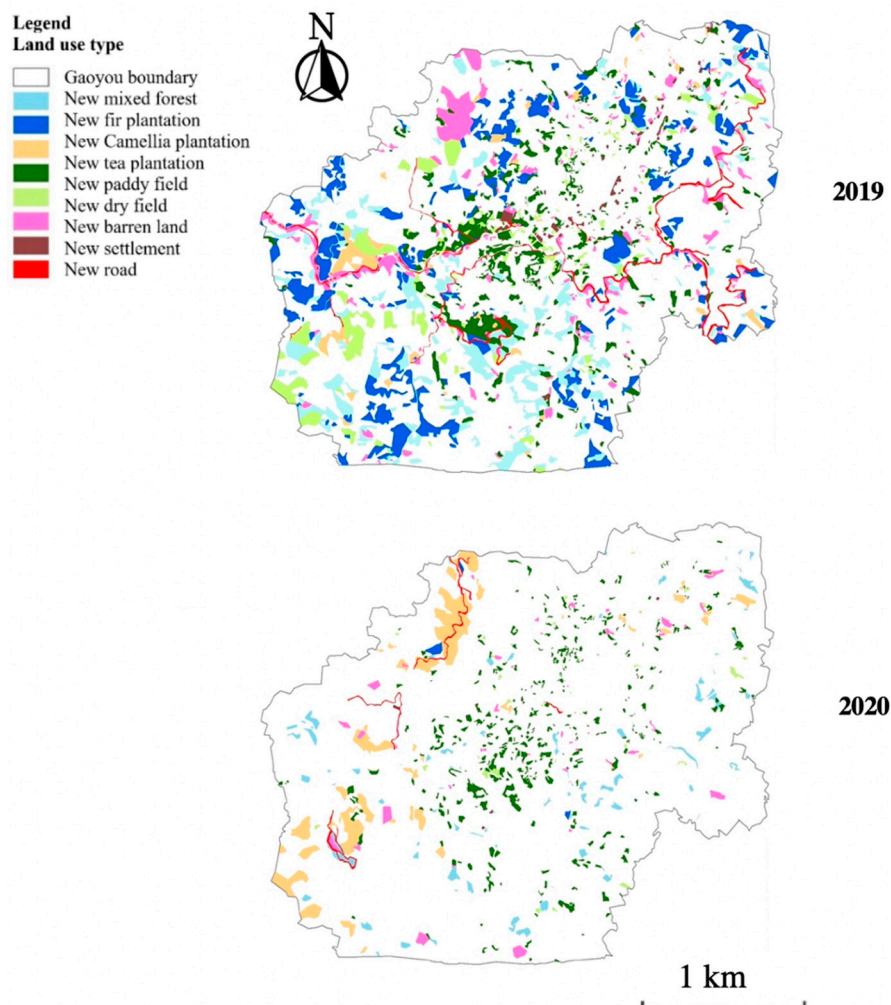 Legend
Land use type
Gaoyou boundary
New mixed forest
New fir plantation
New Camellia plantation
New tea plantation
New paddy field
New dry field
New barren land
New settlement
New road
N
2019
2020
1 km